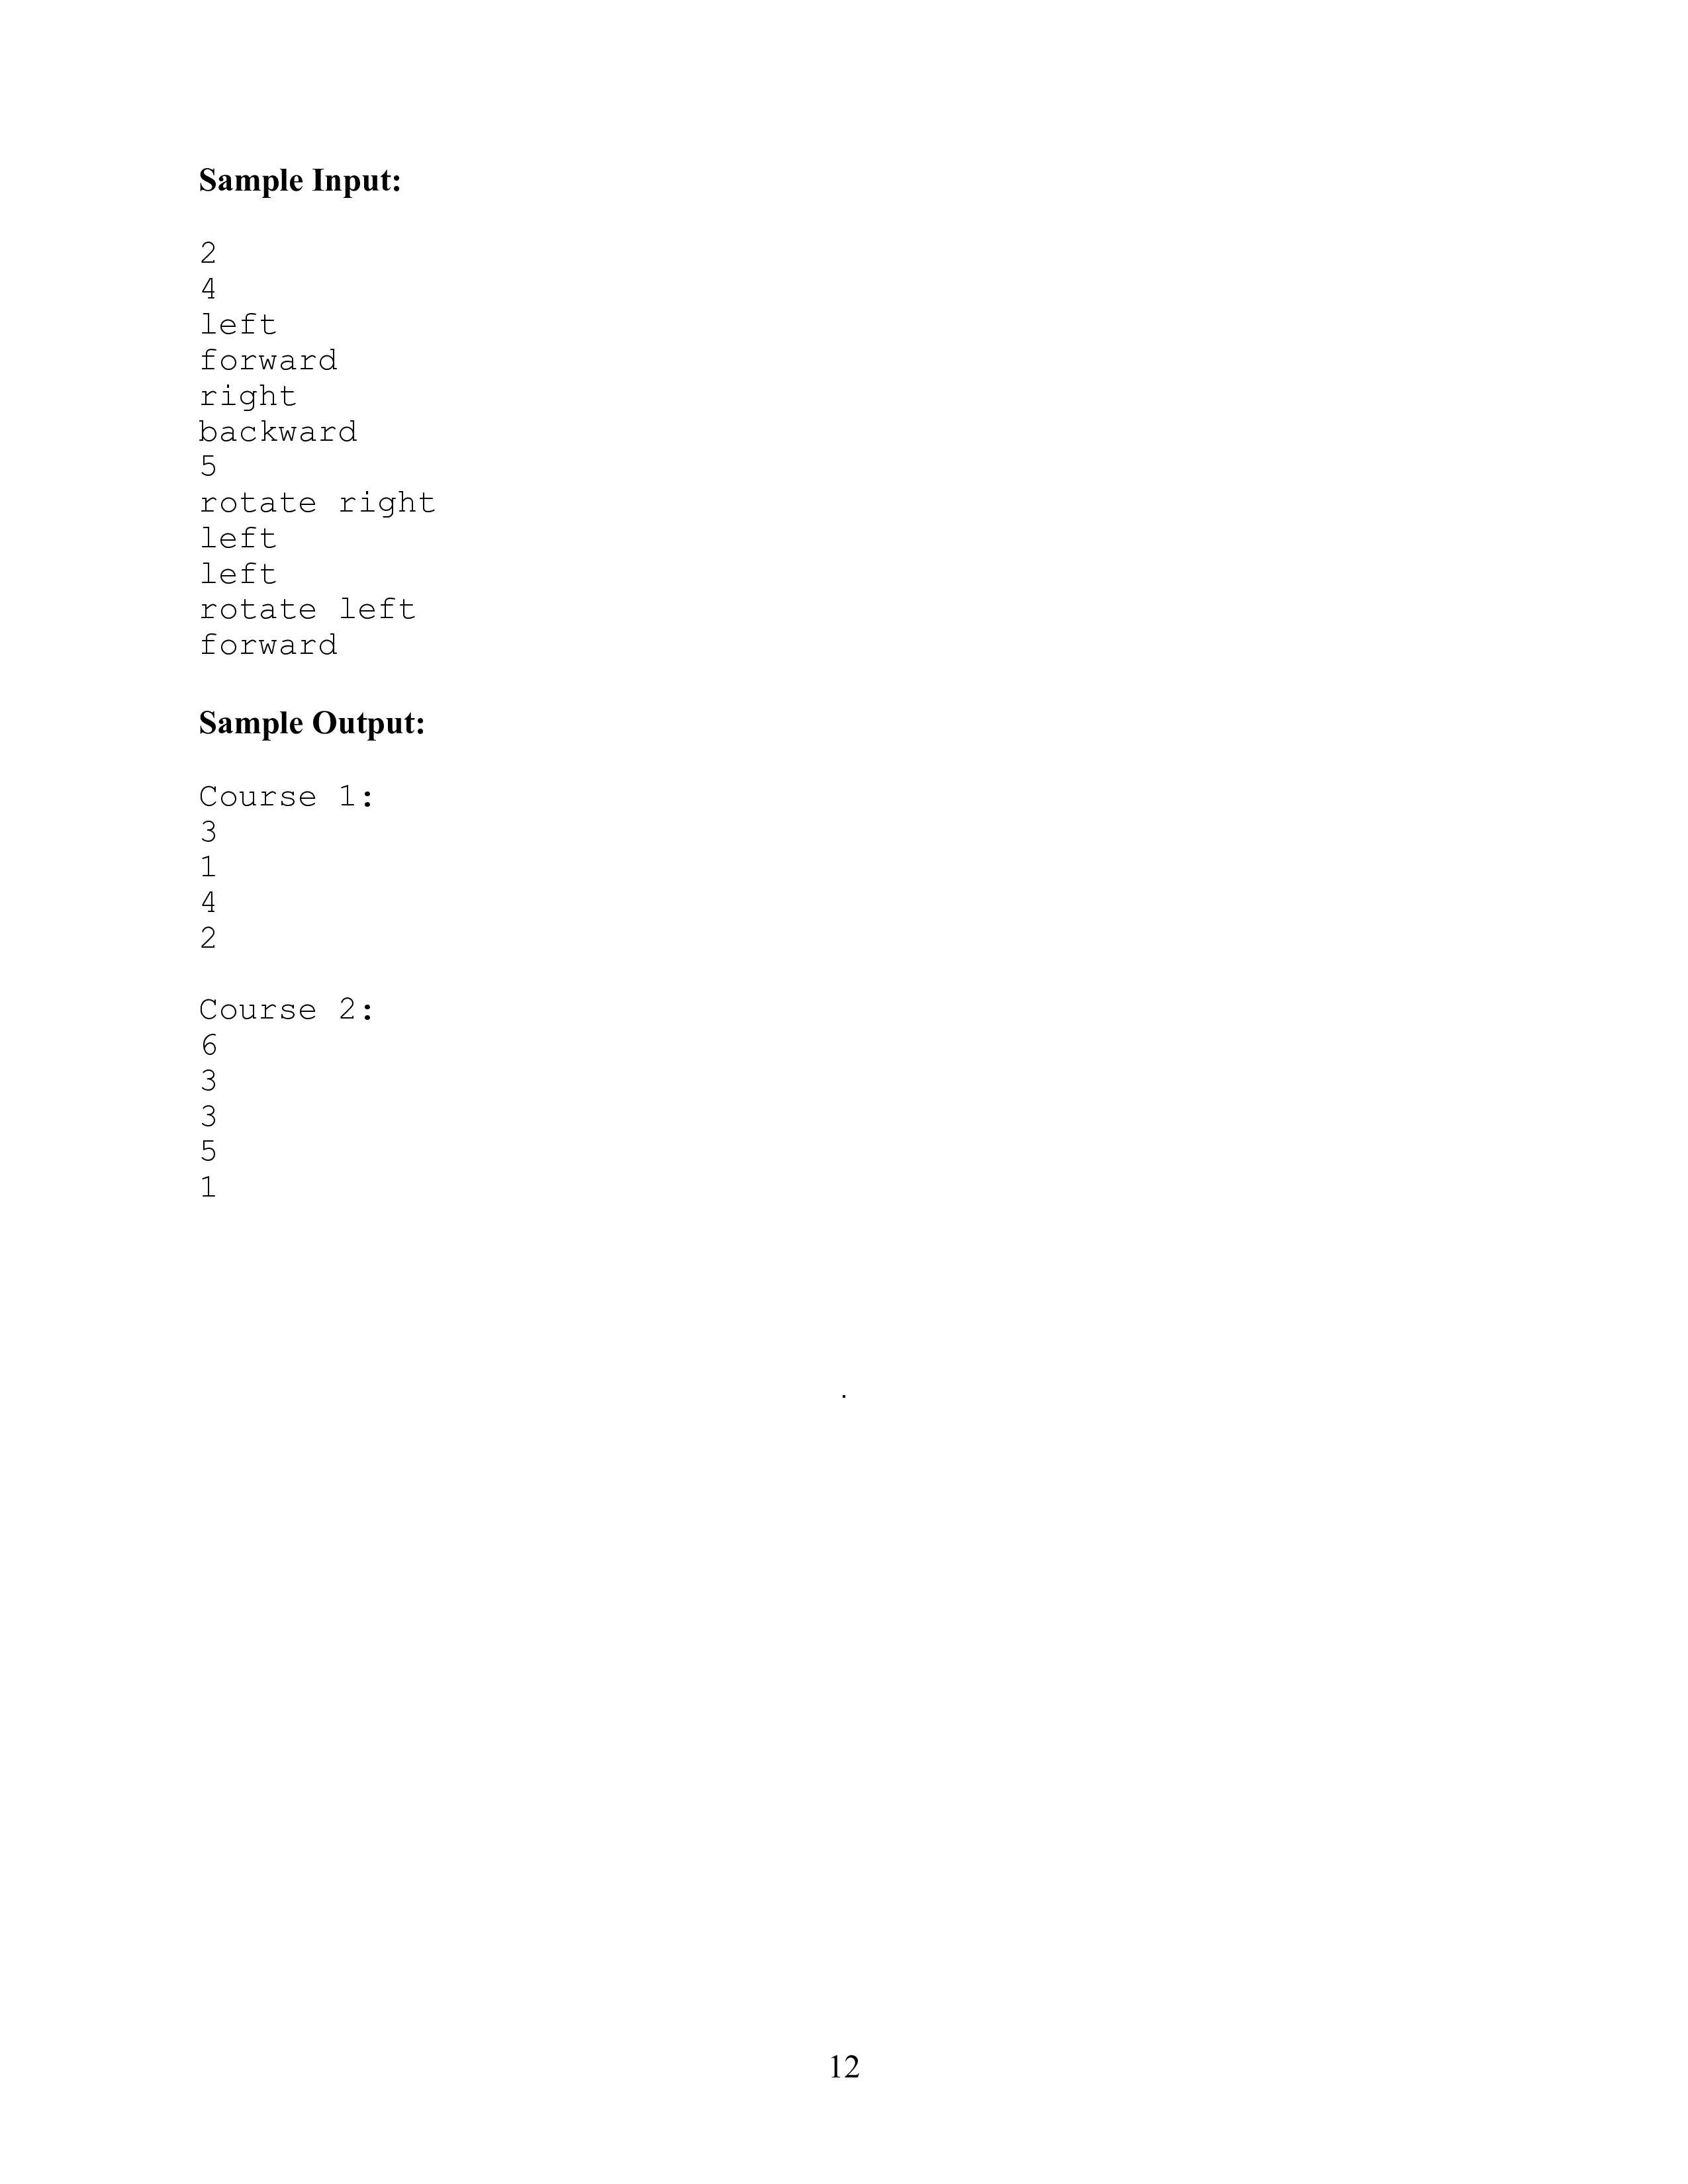 Sample Input:
2
4
left
forward
right
backward
5
rotate right
left
left
rotate left
forward
Sample Output:
Course 1:
3
1
4
2
Course 2:
6
3
3
5
1
.
12